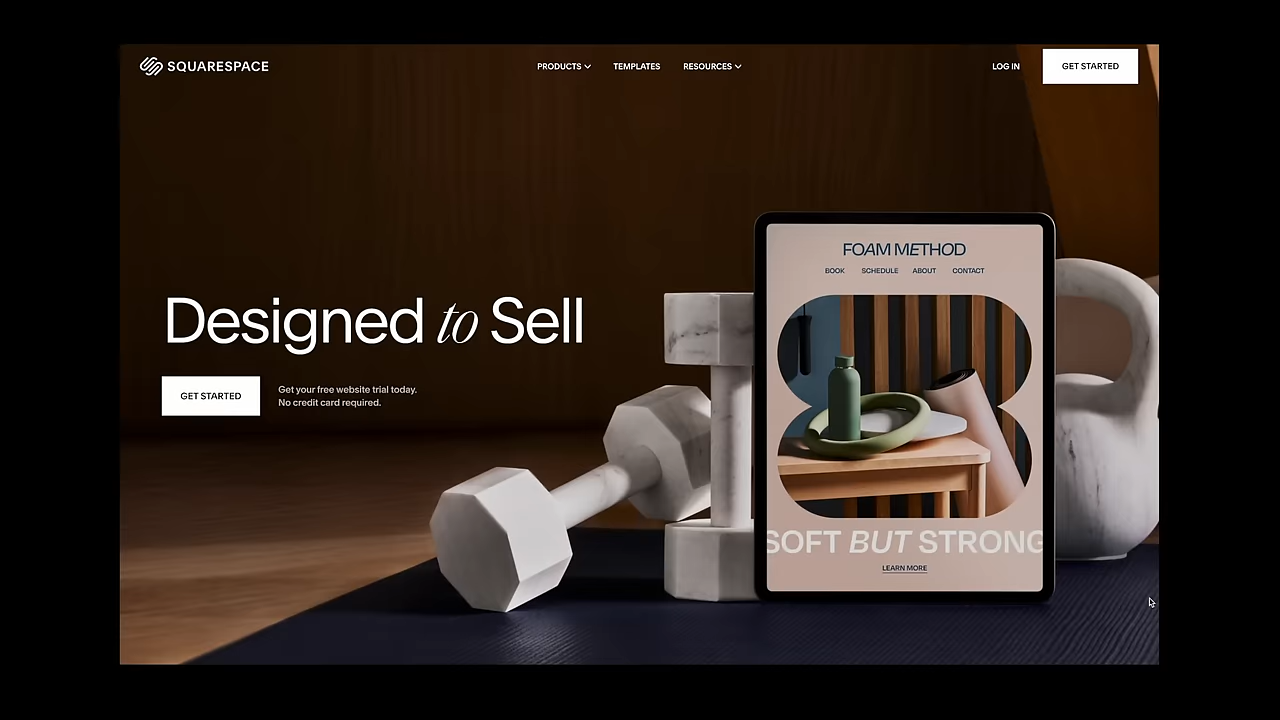 SQUARESPACE
PRODUCTS
TEMPLATES
RESOURCES
LOG IN
GET STARTED
Designed to Sell
GET STARTED
Get your free website trial today.
No credit card required.
FOAM METHOD
BOOK
SCHEDULE
ABOUT
CONTACT
SOFT BUT STRONG
LEARN MORE